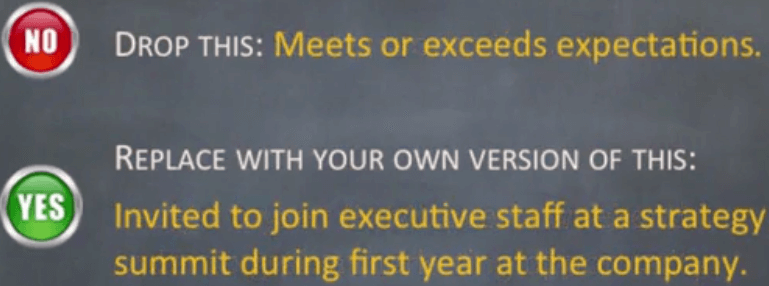 NO
DROP THIS: Meets or exceeds expectations.
REPLACE WITH YOUR OWN VERSION OF THIS:
YES
Invited to join executive staff at a strategy
summit during first year at the company.